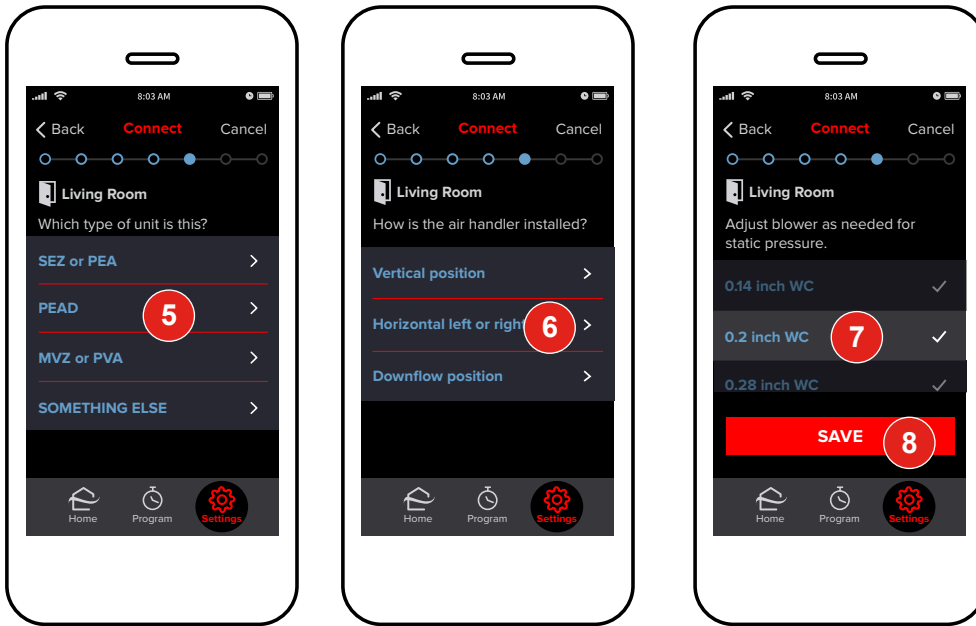 8:03 AM
Back Connect Cancel
Living Room
Which type of unit is this?
SEZ or PEA
PEAD
5
MVZ or PVA
SOMETHING ELSE
Home Program Settings
8:03 AM
Back Connect Cancel
Living Room
How is the air handler installed?
Vertical position
Horizontal left or right
6
Downflow position
Home Program Settings
8:03 AM
Back Connect Cancel
Living Room
Adjust blower as needed for
static pressure.
0.14 inch WC
0.2 inch WC
7
0.28 inch WC
SAVE
8
Home Program Settings